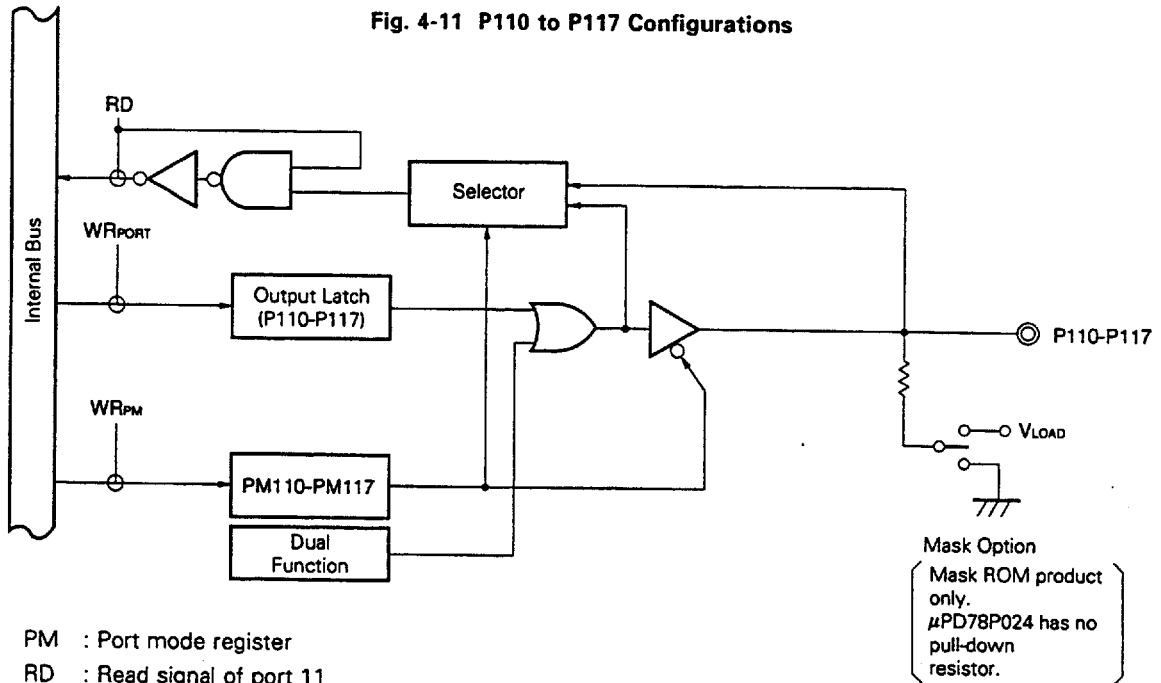 Fig. 4-11 P110 to P117 Configurations
Internal Bus
RD
Selector
WRPORT
Output Latch
(P110-P117)
P110-P117
WRPM
VLOAD
PM110-PM117
Dual
Function
Mask Option
Mask ROM product
only.
μPD78P024 has no
pull-down
resistor.
PM : Port mode register
RD : Read signal of port 11